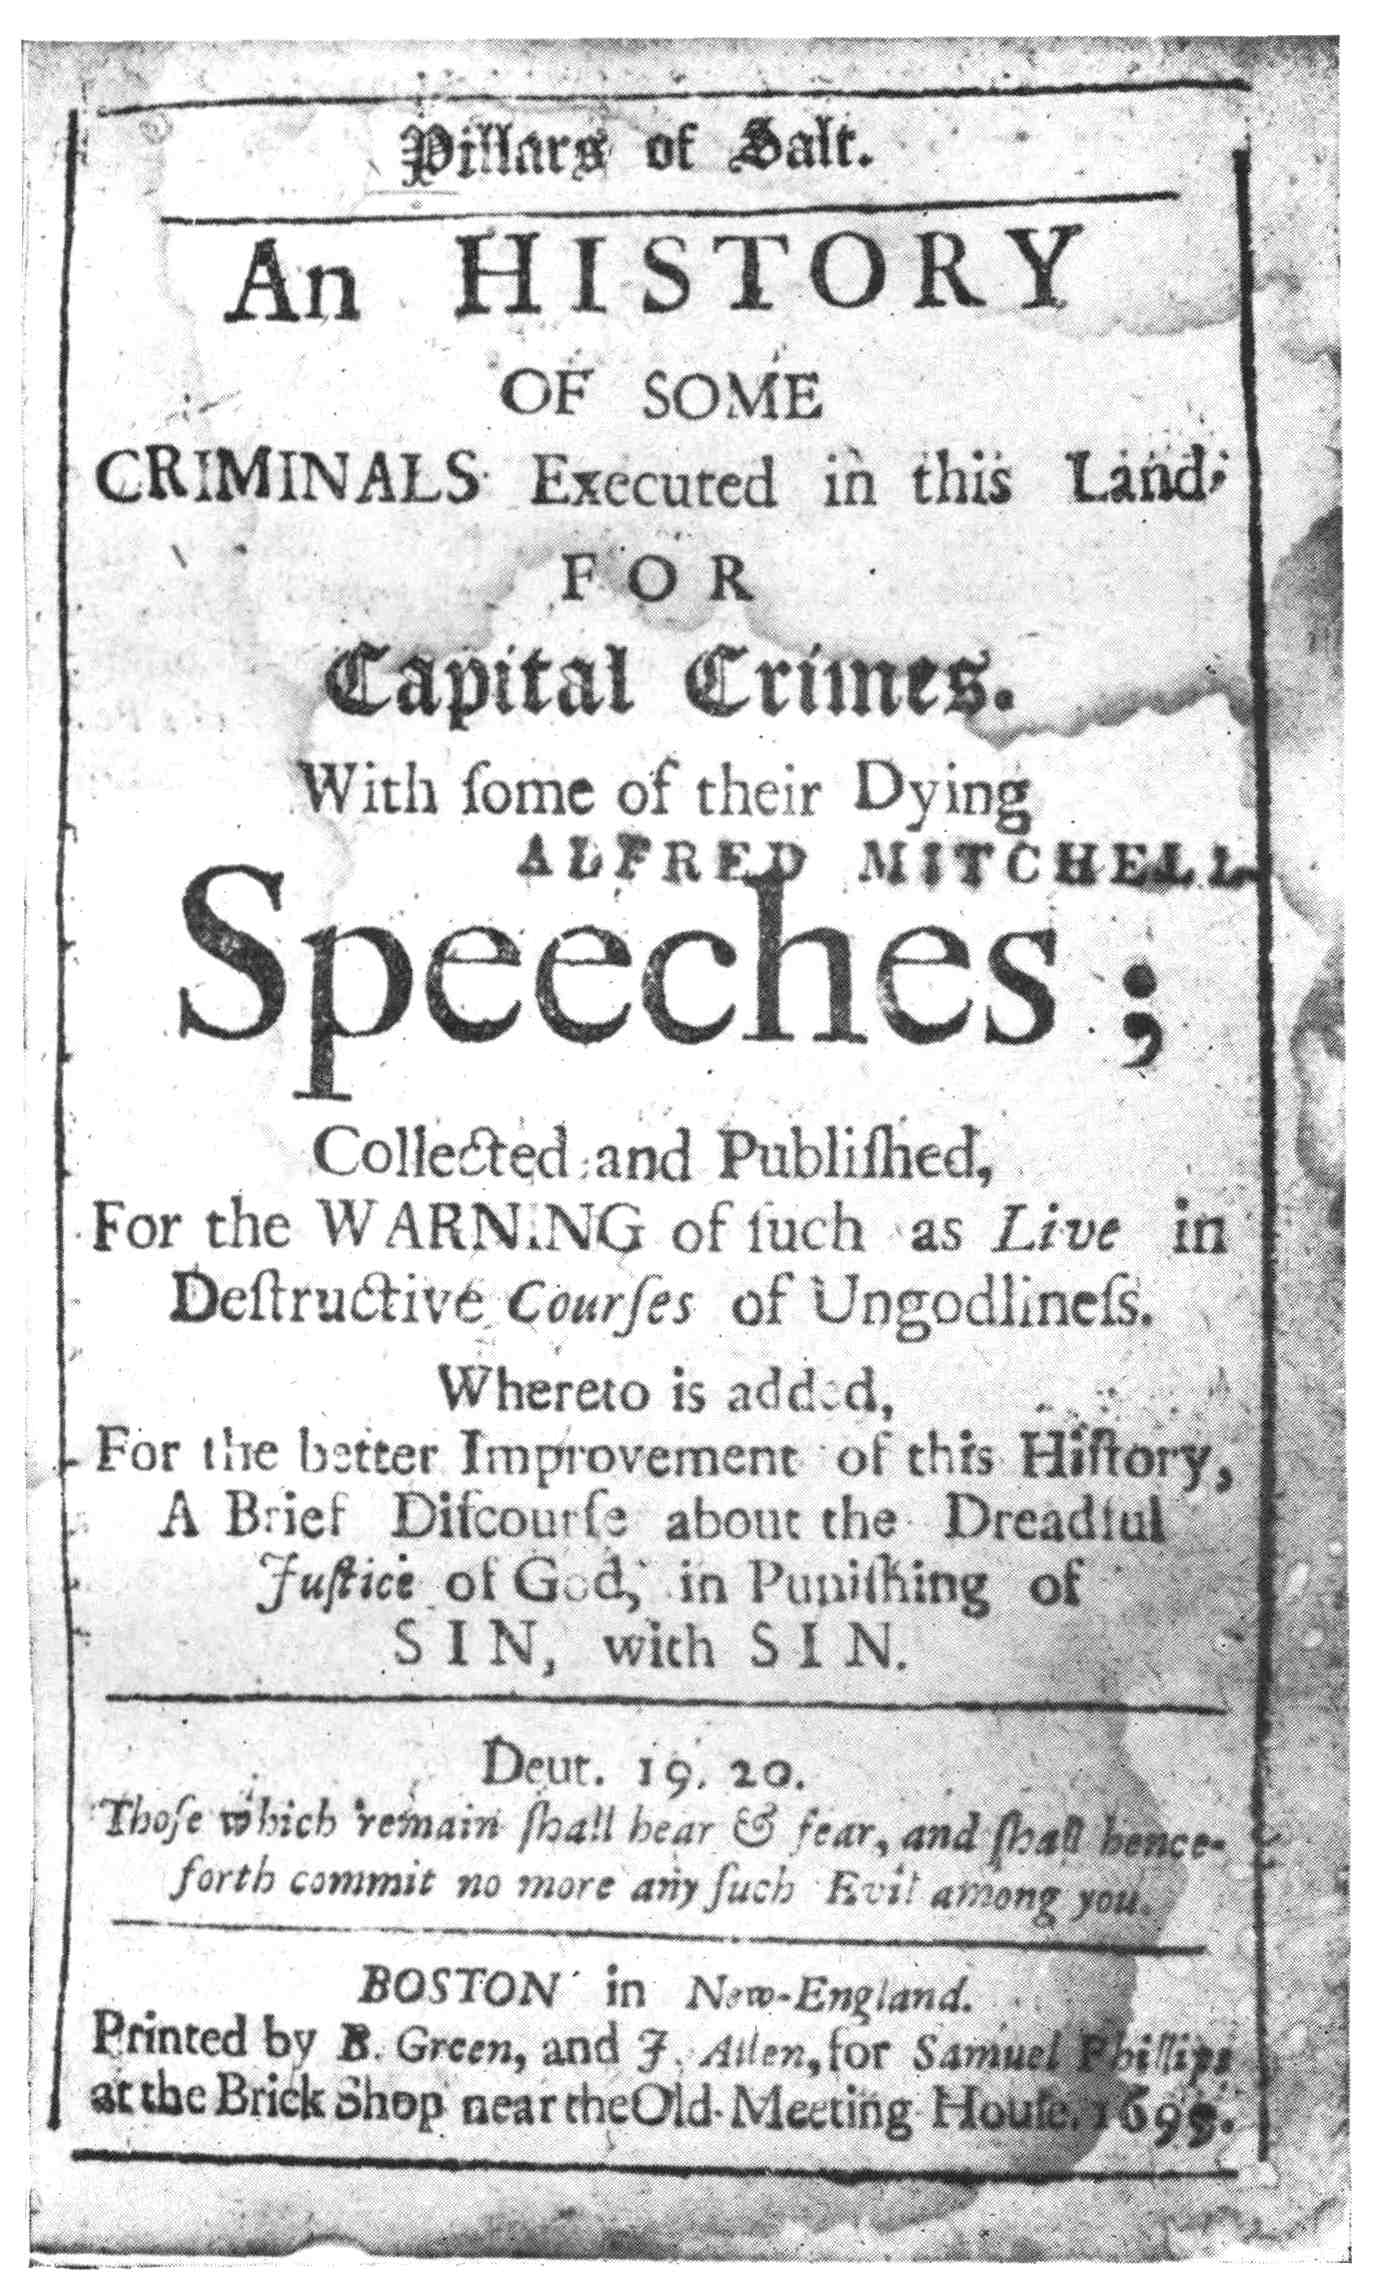 Pillars of Salt.
An HISTORY
OF SOME
CRIMINALS Executed in this Land;
FOR
Capital Crimes.
With ſome of their Dying
ALFRED MITCHELL
Speeches;
Collected and Publiſhed,
For the WARNING of ſuch as Live in
Deſtructive Courſes of Ungodlineſs.
Whereto is added,
For the better Improvement of this Hiſtory,
A Brief Diſcourſe about the Dreadful
Juſtice of God, in Puniſhing of
SIN, with SIN.
Deut. 19. 20.
Thoſe which remain ſhall hear & fear, and ſhall hence-
forth commit no more any ſuch Evil among you.
BOSTON in New-England.
Printed by B. Green, and J. Allen, for Samuel Phillips
at the Brick Shop near the Old-Meeting Houſe, 1699.